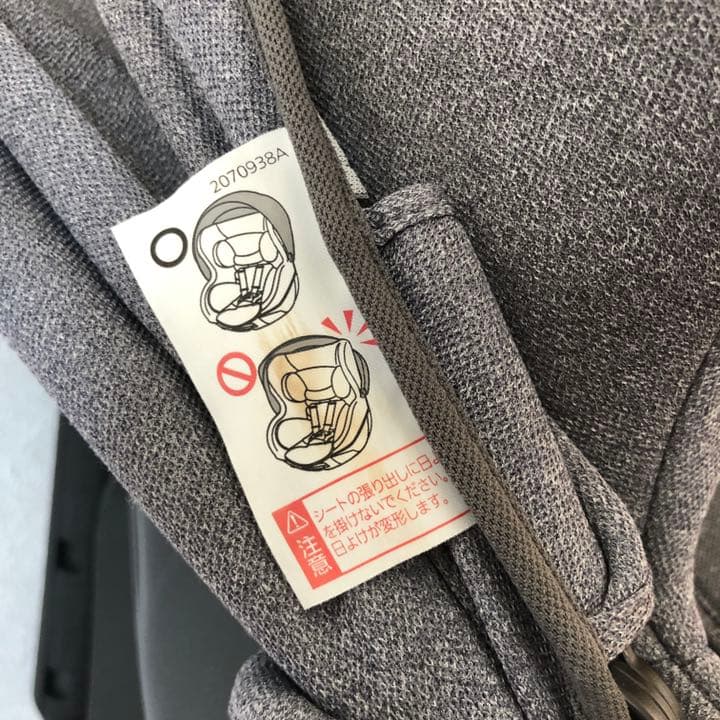 2070938A
シートの張り出しに日よ
を掛けないでください。
日よけが変形します。
注意